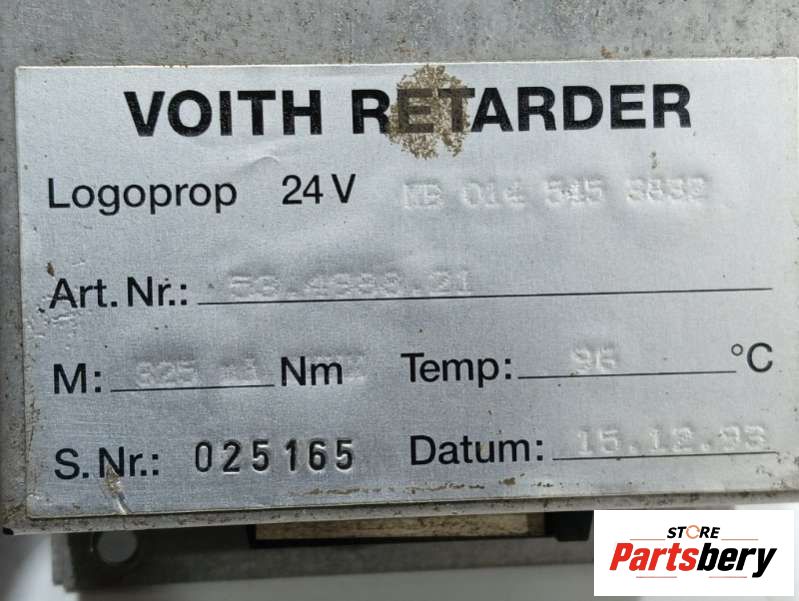 VOITH RETARDER
Logoprop 24 V MB 014 545 3832
Art. Nr.:
M: Nm Temp: 96 °C
S. Nr.: 025165 Datum: 15.12.93
STORE
Partsbery